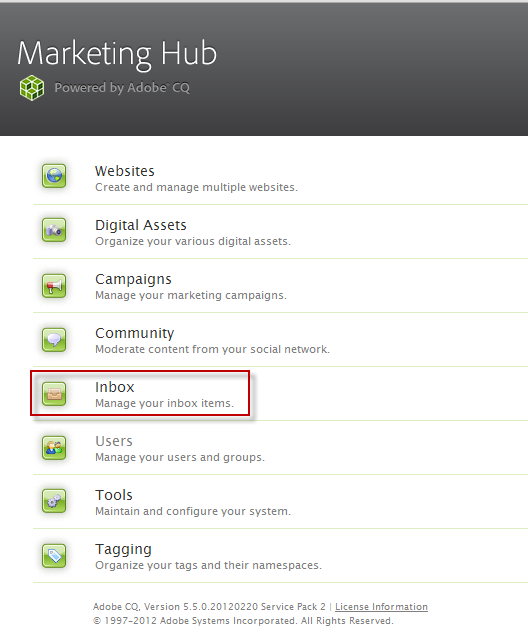 Marketing Hub
Powered by Adobe® CQ
Websites
Create and manage multiple websites.
Digital Assets
Organize your various digital assets.
Campaigns
Manage your marketing campaigns.
Community
Moderate content from your social network.
Inbox
Manage your inbox items.
Users
Manage your users and groups.
Tools
Maintain and configure your system.
Tagging
Organize your tags and their namespaces.
Adobe CQ, Version 5.5.0.20120220 Service Pack 2 | License Information
© 1997-2012 Adobe Systems Incorporated. All Rights Reserved.